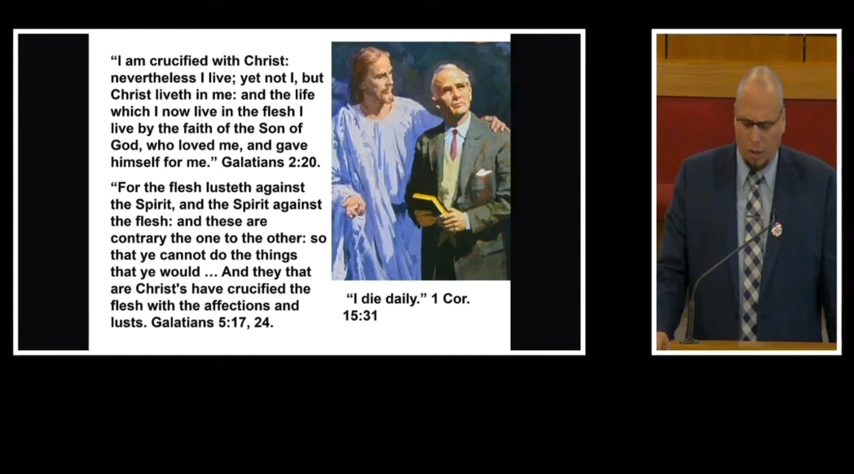 “I am crucified with Christ:
nevertheless I live; yet not I, but
Christ liveth in me: and the life
which I now live in the flesh I
live by the faith of the Son of
God, who loved me, and gave
himself for me.” Galatians 2:20.
“For the flesh lusteth against
the Spirit, and the Spirit against
the flesh: and these are
contrary the one to the other: so
that ye cannot do the things
that ye would … And they that
are Christ's have crucified the
flesh with the affections and
lusts. Galatians 5:17, 24.
“I die daily.” 1 Cor.
15:31